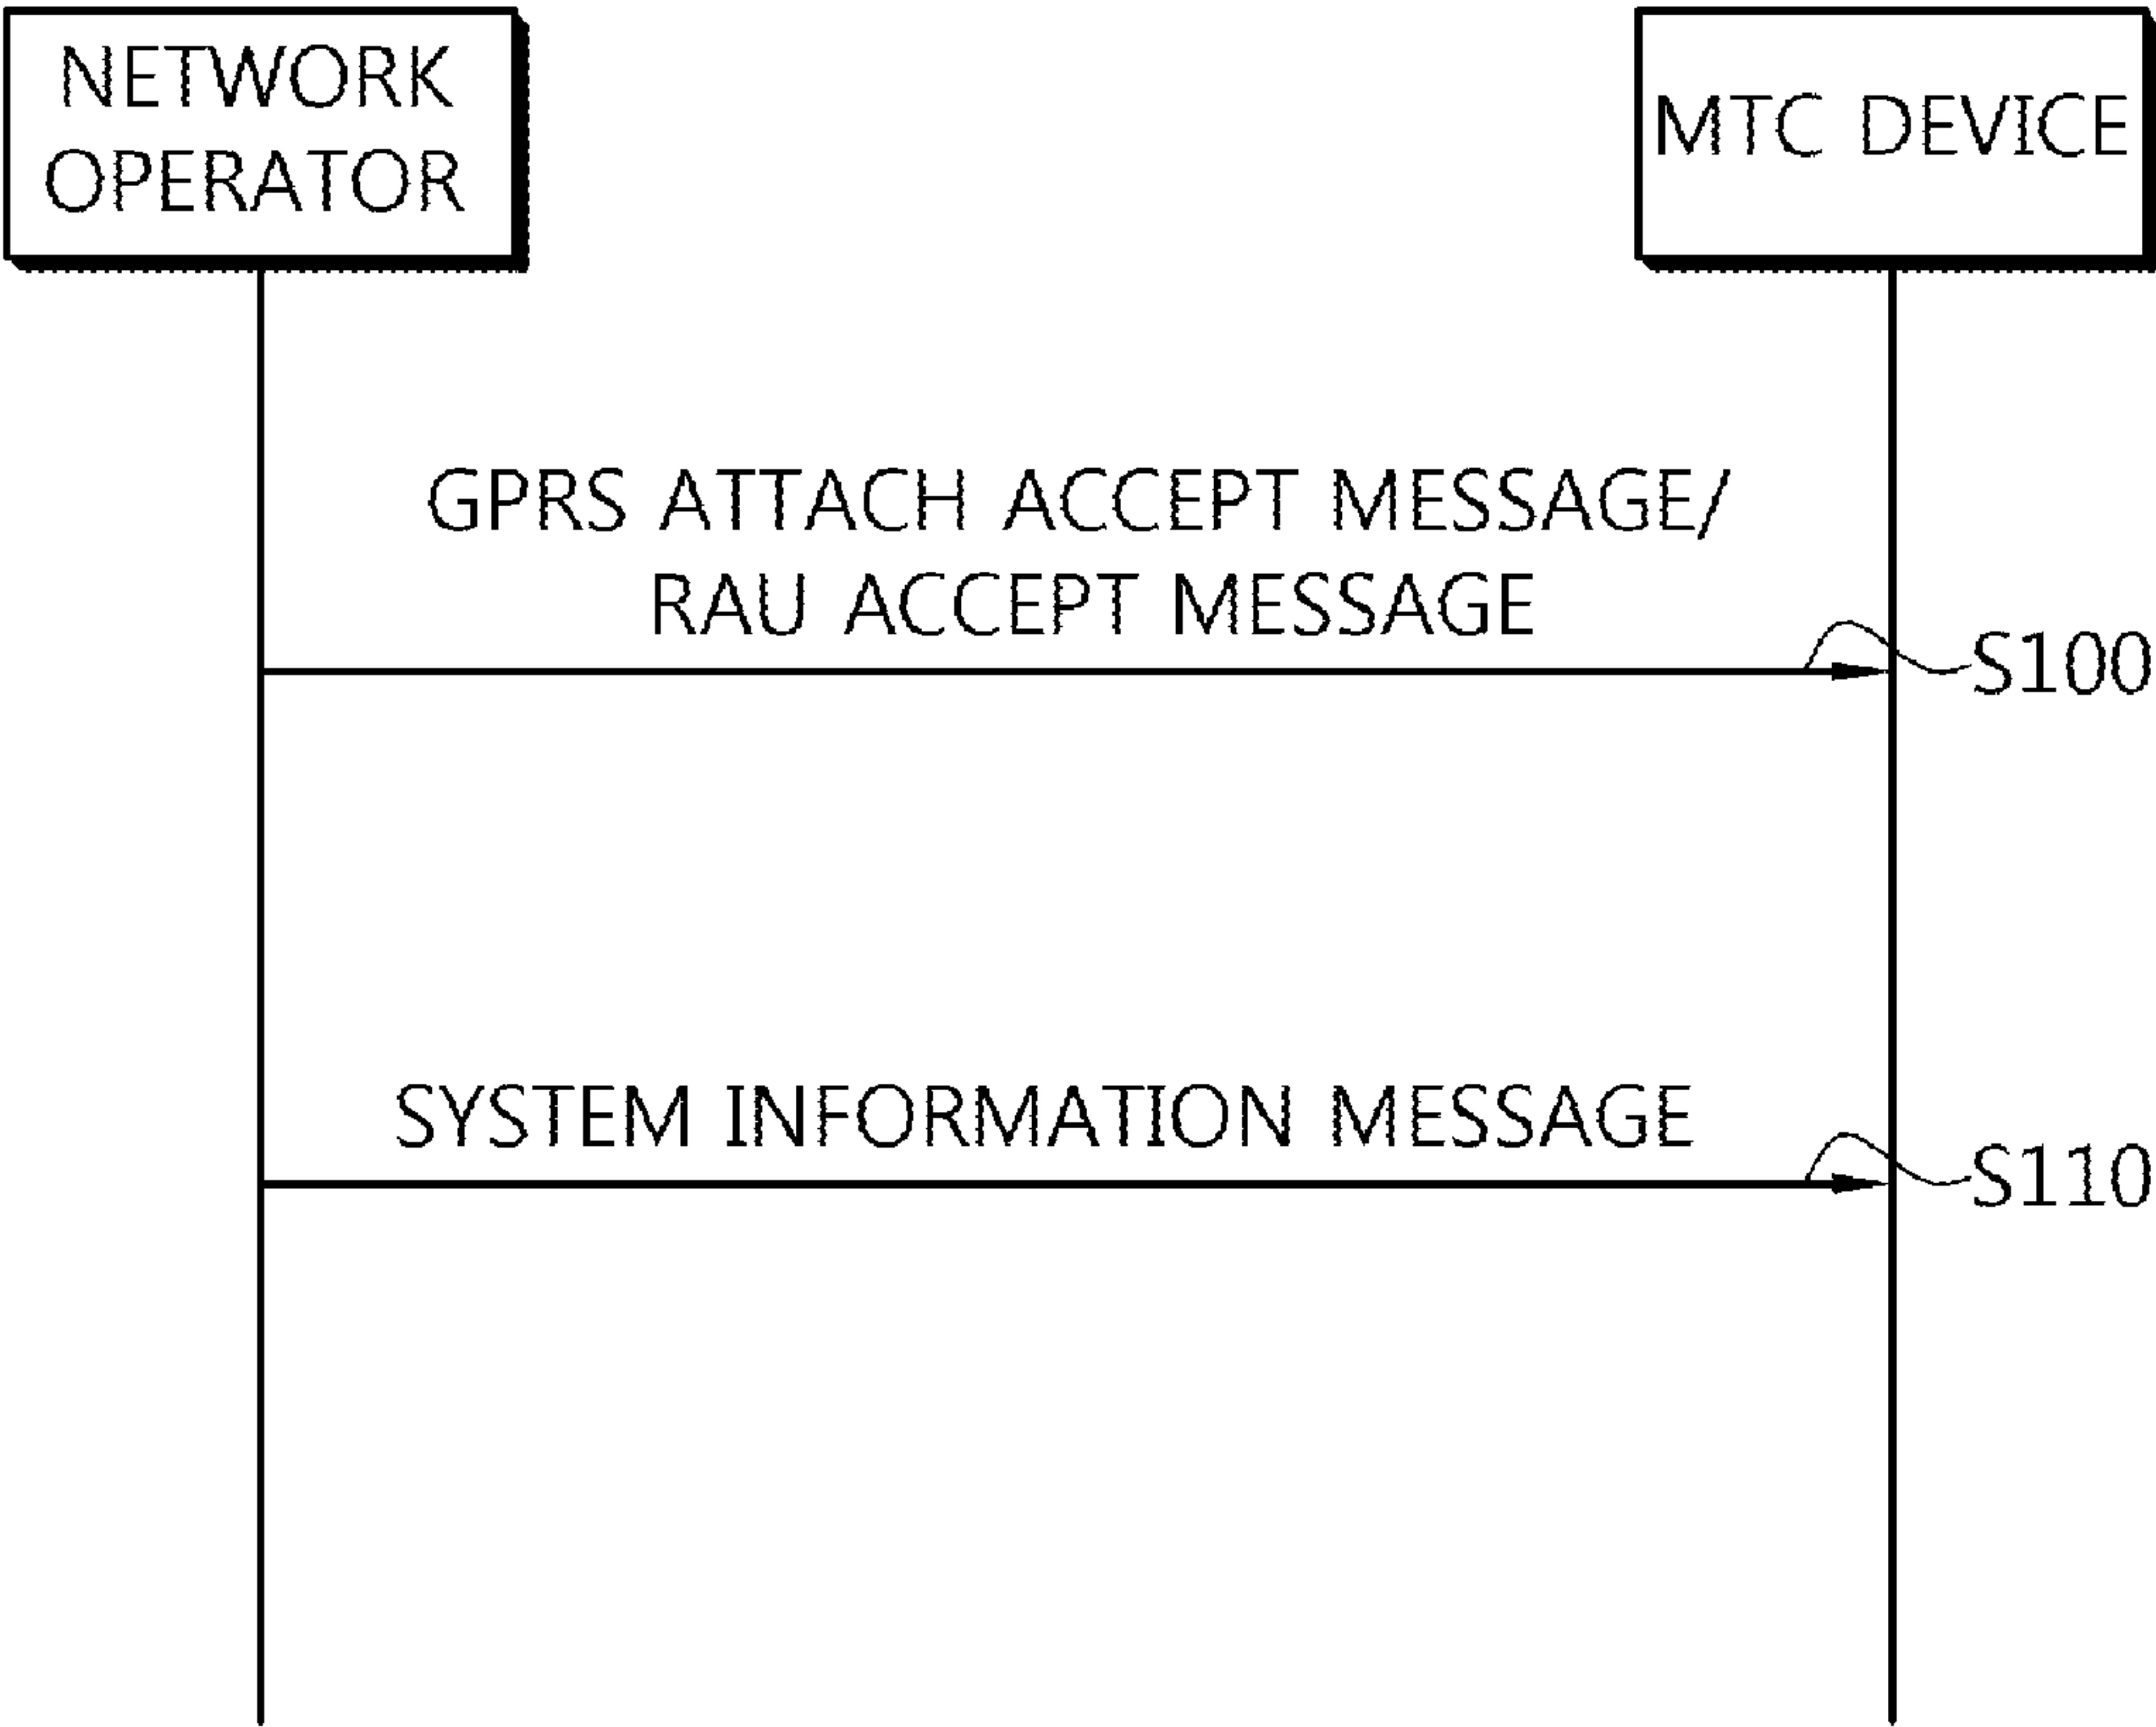 NETWORK
OPERATOR
MTC DEVICE
GPRS ATTACH ACCEPT MESSAGE/
RAU ACCEPT MESSAGE
S100
SYSTEM INFORMATION MESSAGE
S110